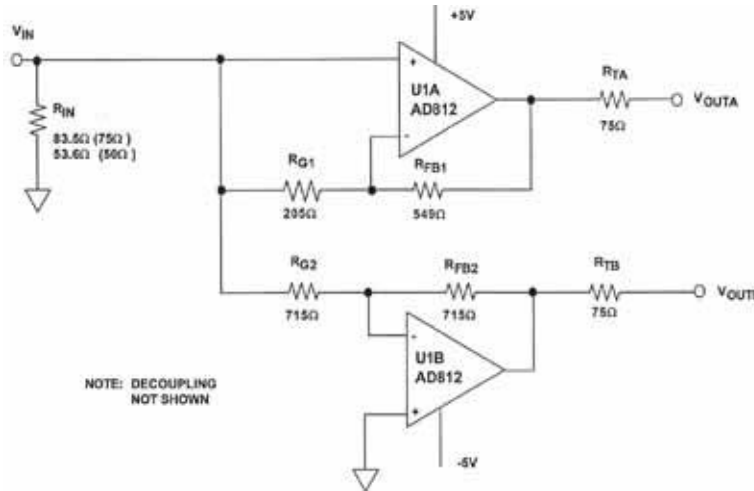 VIN
+5V
RIN
83.5Ω (75Ω)
53.6Ω (50Ω)
+
U1A
AD812
-
RTA
75Ω
VOUTA
RG1
205Ω
RFB1
549Ω
RG2
715Ω
RFB2
715Ω
RTB
75Ω
VOUT
-
U1B
AD812
+
-5V
NOTE: DECOUPLING
NOT SHOWN